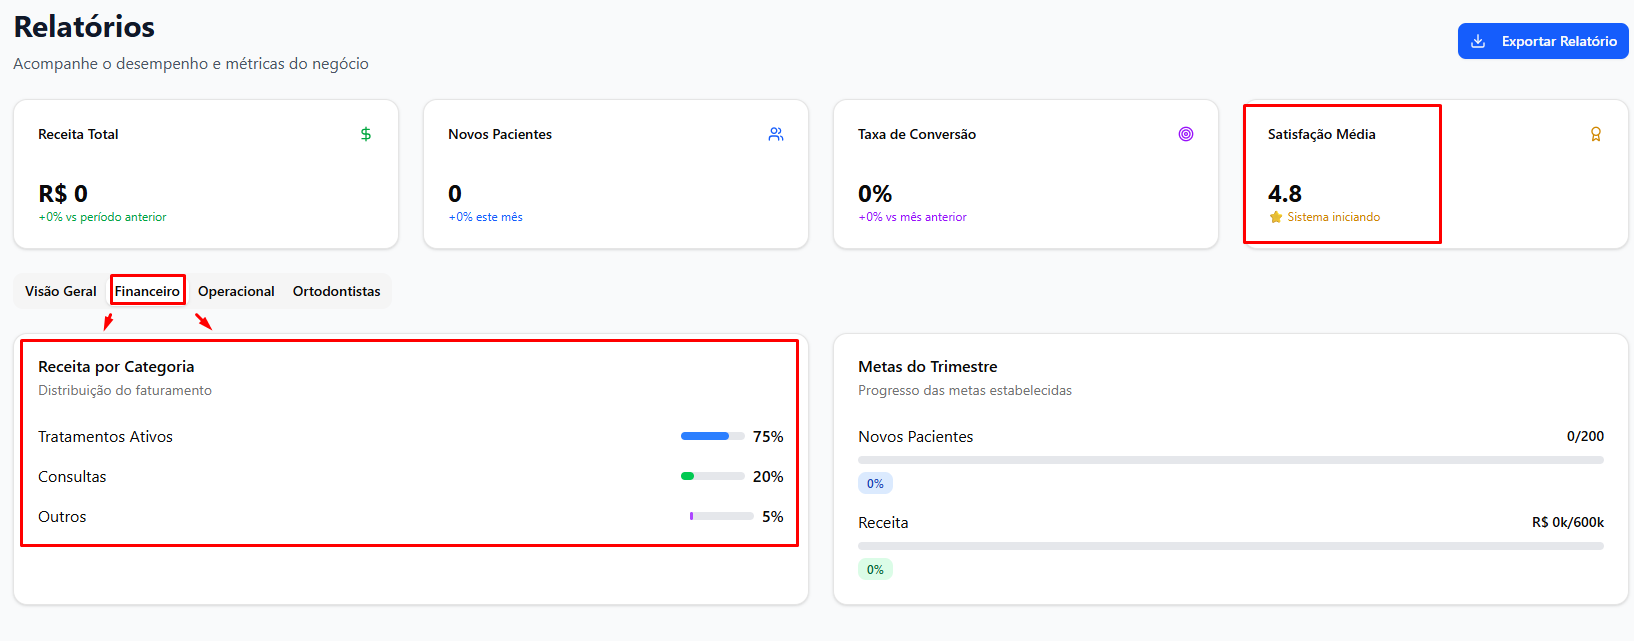 Relatórios
Acompanhe o desempenho e métricas do negócio
Exportar Relatório
Receita Total
R$ 0
+0% vs período anterior
Novos Pacientes
0
+0% este mês
Taxa de Conversão
0%
+0% vs mês anterior
Satisfação Média
4.8
Sistema iniciando
Visão Geral Financeiro Operacional Ortodontistas
Receita por Categoria
Distribuição do faturamento
Tratamentos Ativos 75%
Consultas 20%
Outros 5%
Metas do Trimestre
Progresso das metas estabelecidas
Novos Pacientes 0/200
0%
Receita R$ 0k/600k
0%